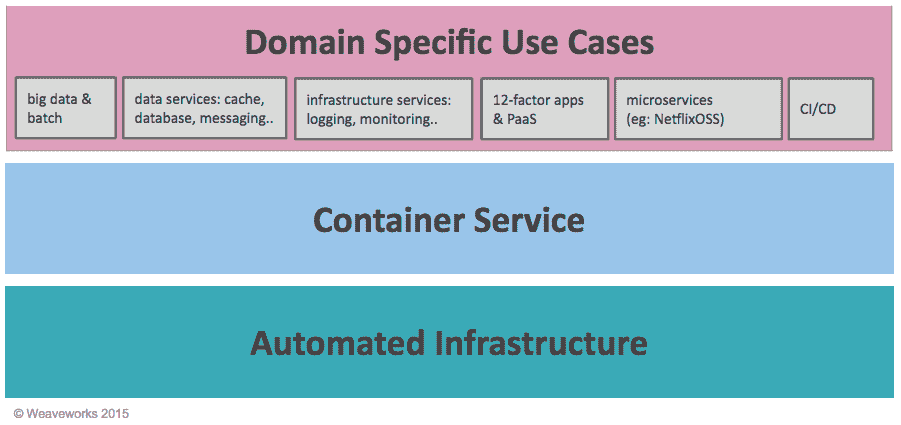 Domain Specific Use Cases
big data &
batch
data services: cache,
database, messaging..
infrastructure services:
logging, monitoring..
12-factor apps
& PaaS
microservices
(eg: NetflixOSS)
CI/CD
Container Service
Automated Infrastructure
© Weaveworks 2015